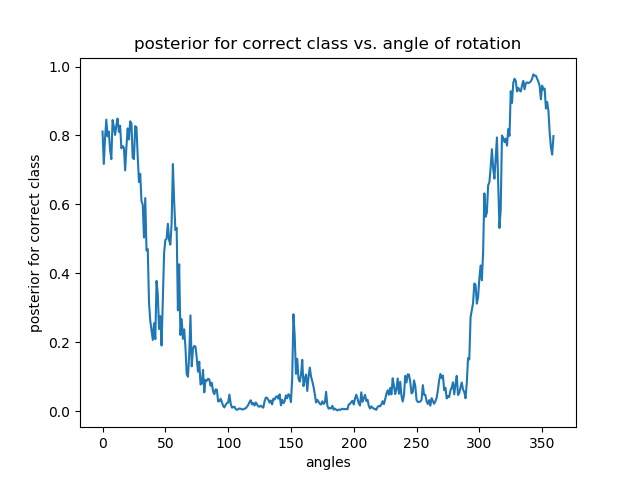 posterior for correct class vs. angle of rotation
1.0
0.8
0.6
0.4
0.2
0.0
posterior for correct class
0 50 100 150 200 250 300 350
angles